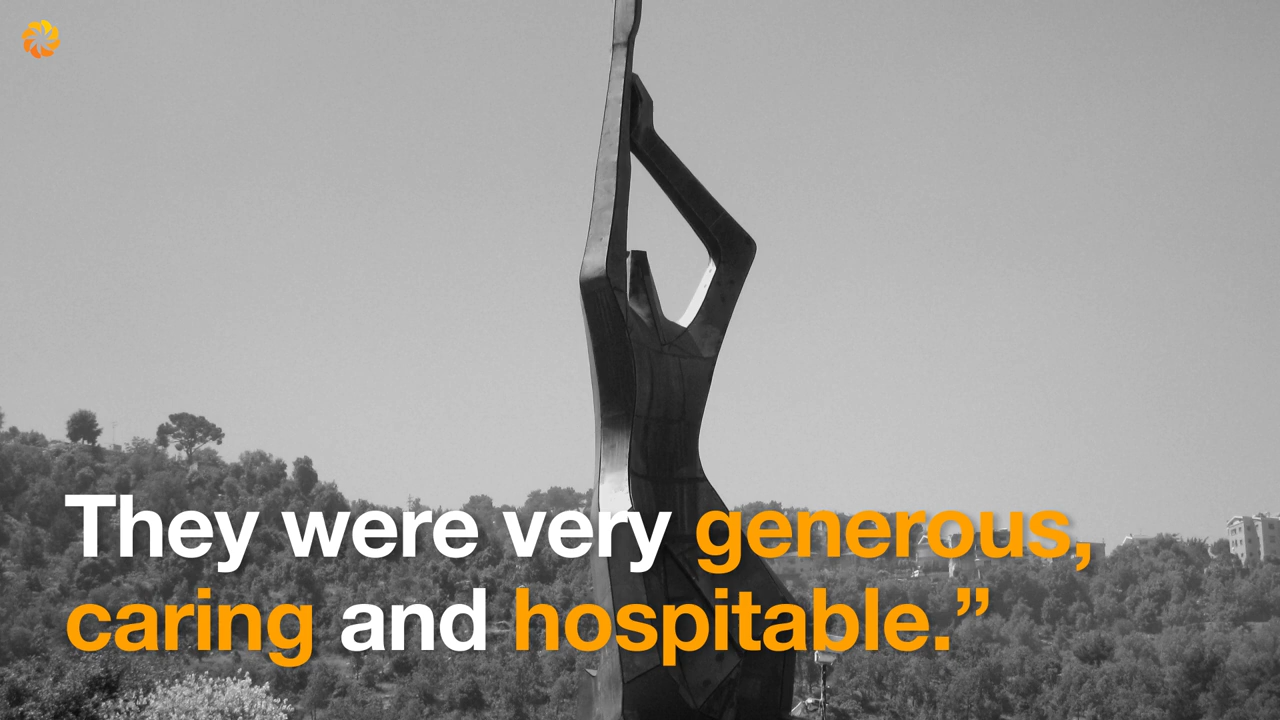 They were very generous,
caring and hospitable.”